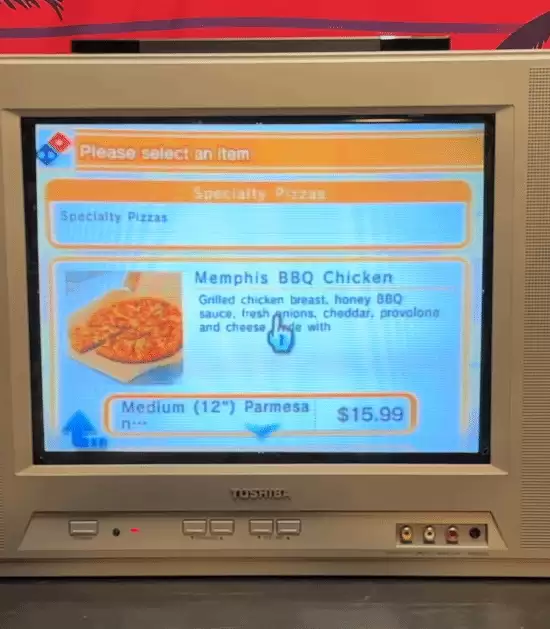 Please select an item
Specialty Pizzas
Specialty Pizzas
Memphis BBQ Chicken
Grilled chicken breast, honey BBQ
sauce, fresh onions, cheddar, provolone
and cheese made with
Medium (12") Parmesa
n…
$15.99
TOSHIBA